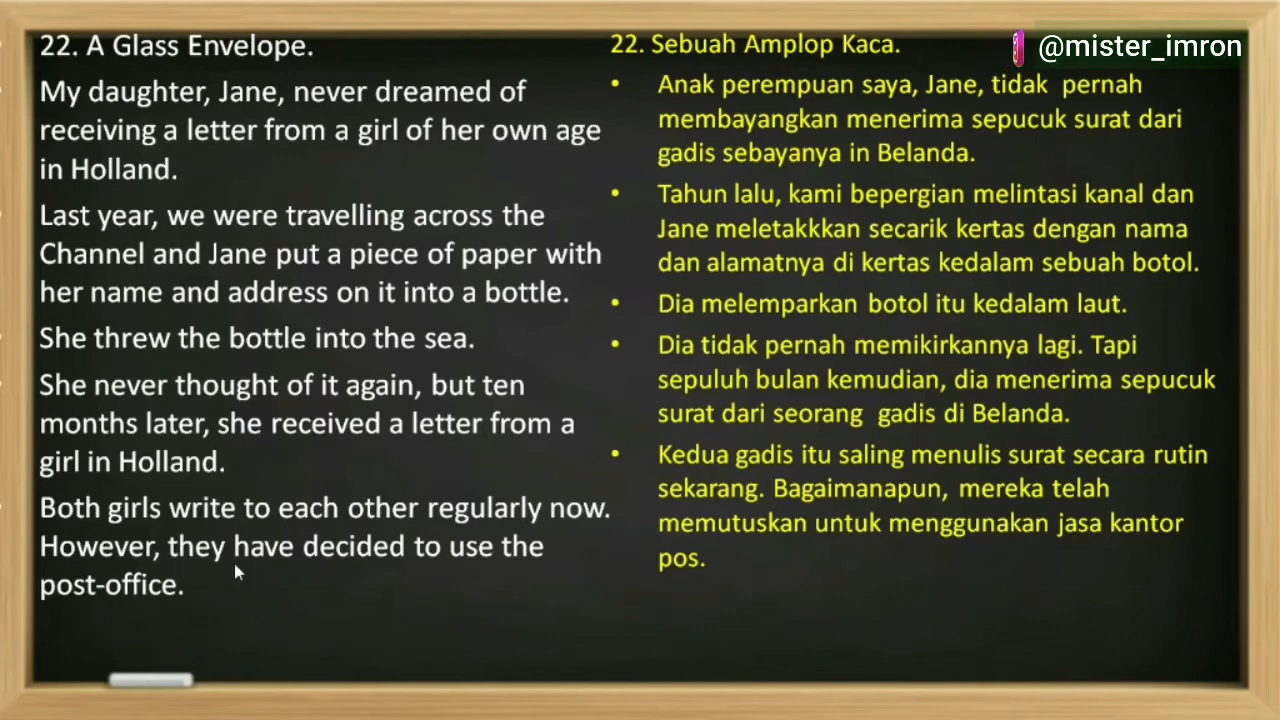 22. A Glass Envelope.
My daughter, Jane, never dreamed of
receiving a letter from a girl of her own age
in Holland.
Last year, we were travelling across the
Channel and Jane put a piece of paper with
her name and address on it into a bottle.
She threw the bottle into the sea.
She never thought of it again, but ten
months later, she received a letter from a
girl in Holland.
Both girls write to each other regularly now.
However, they have decided to use the
post-office.
22. Sebuah Amplop Kaca.
• Anak perempuan saya, Jane, tidak pernah
membayangkan menerima sepucuk surat dari
gadis sebayanya in Belanda.
• Tahun lalu, kami bepergian melintasi kanal dan
Jane meletakkkan secarik kertas dengan nama
dan alamatnya di kertas kedalam sebuah botol.
• Dia melemparkan botol itu kedalam laut.
• Dia tidak pernah memikirkannya lagi. Tapi
sepuluh bulan kemudian, dia menerima sepucuk
surat dari seorang gadis di Belanda.
• Kedua gadis itu saling menulis surat secara rutin
sekarang. Bagaimanapun, mereka telah
memutuskan untuk menggunakan jasa kantor
pos.
@mister_imron